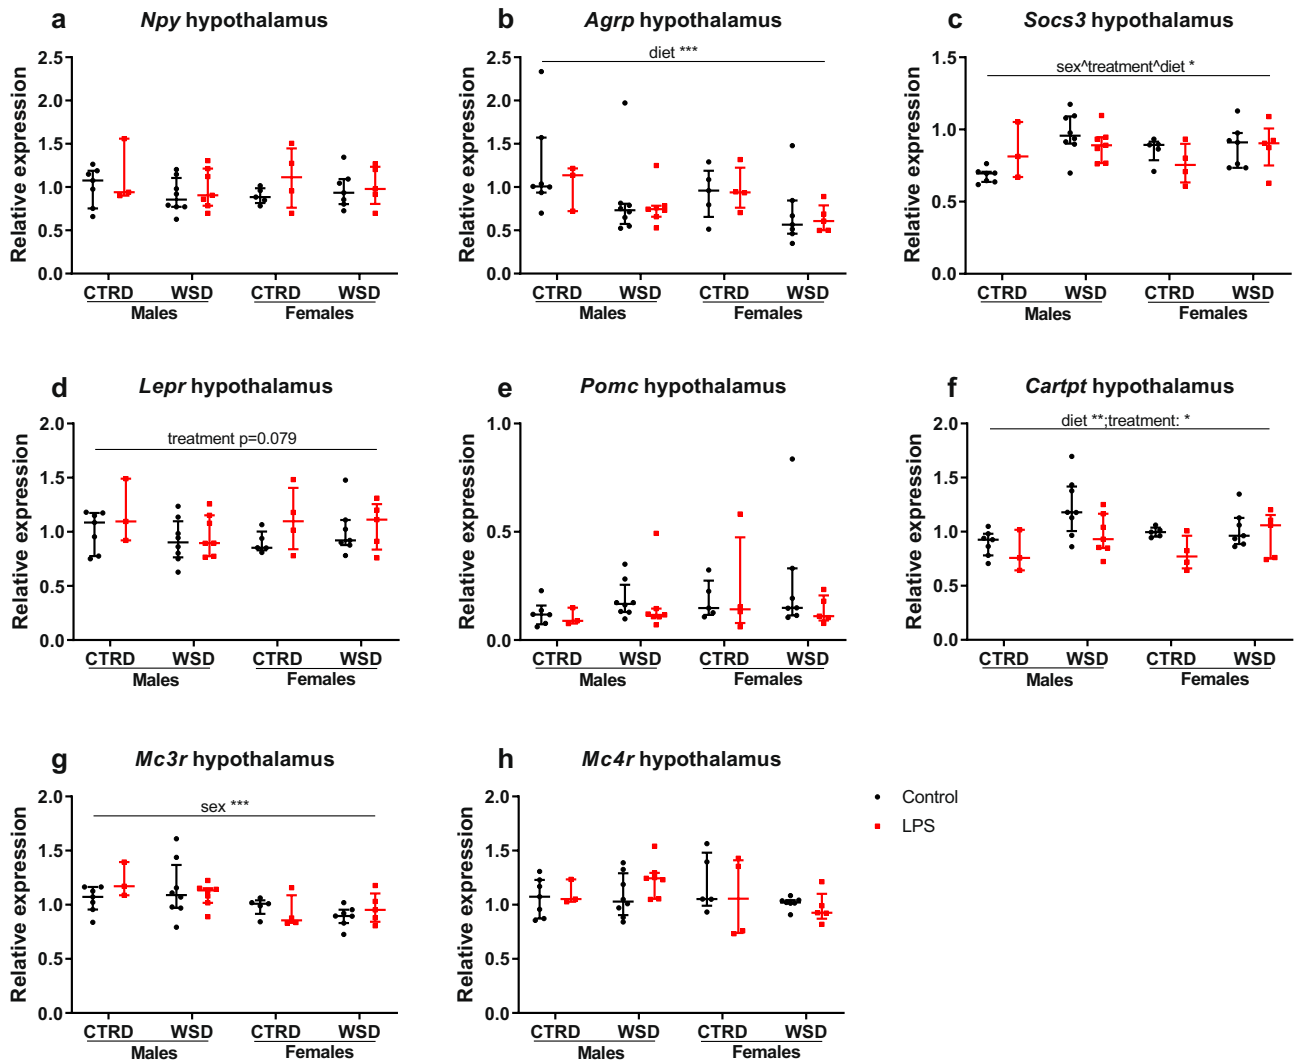 a Npy hypothalamus
Relative expression
2.5
2.0
1.5
1.0
0.5
0.0
CTRD WSD CTRD WSD
Males Females
b Agrp hypothalamus
diet ***
Relative expression
2.5
2.0
1.5
1.0
0.5
0.0
CTRD WSD CTRD WSD
Males Females
c Socs3 hypothalamus
sex^treatment^diet *
Relative expression
1.5
1.0
0.5
0.0
CTRD WSD CTRD WSD
Males Females
d Lepr hypothalamus
treatment p=0.079
Relative expression
2.0
1.5
1.0
0.5
0.0
CTRD WSD CTRD WSD
Males Females
e Pomc hypothalamus
Relative expression
1.0
0.5
0.0
CTRD WSD CTRD WSD
Males Females
f Cartpt hypothalamus
diet **;treatment: *
Relative expression
2.0
1.5
1.0
0.5
0.0
CTRD WSD CTRD WSD
Males Females
g Mc3r hypothalamus
sex ***
Relative expression
2.0
1.5
1.0
0.5
0.0
CTRD WSD CTRD WSD
Males Females
h Mc4r hypothalamus
Relative expression
2.0
1.5
1.0
0.5
0.0
CTRD WSD CTRD WSD
Males Females
Control
LPS